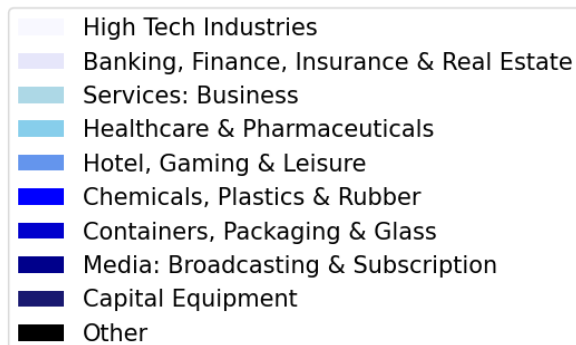 High Tech Industries
Banking, Finance, Insurance & Real Estate
Services: Business
Healthcare & Pharmaceuticals
Hotel, Gaming & Leisure
Chemicals, Plastics & Rubber
Containers, Packaging & Glass
Media: Broadcasting & Subscription
Capital Equipment
Other